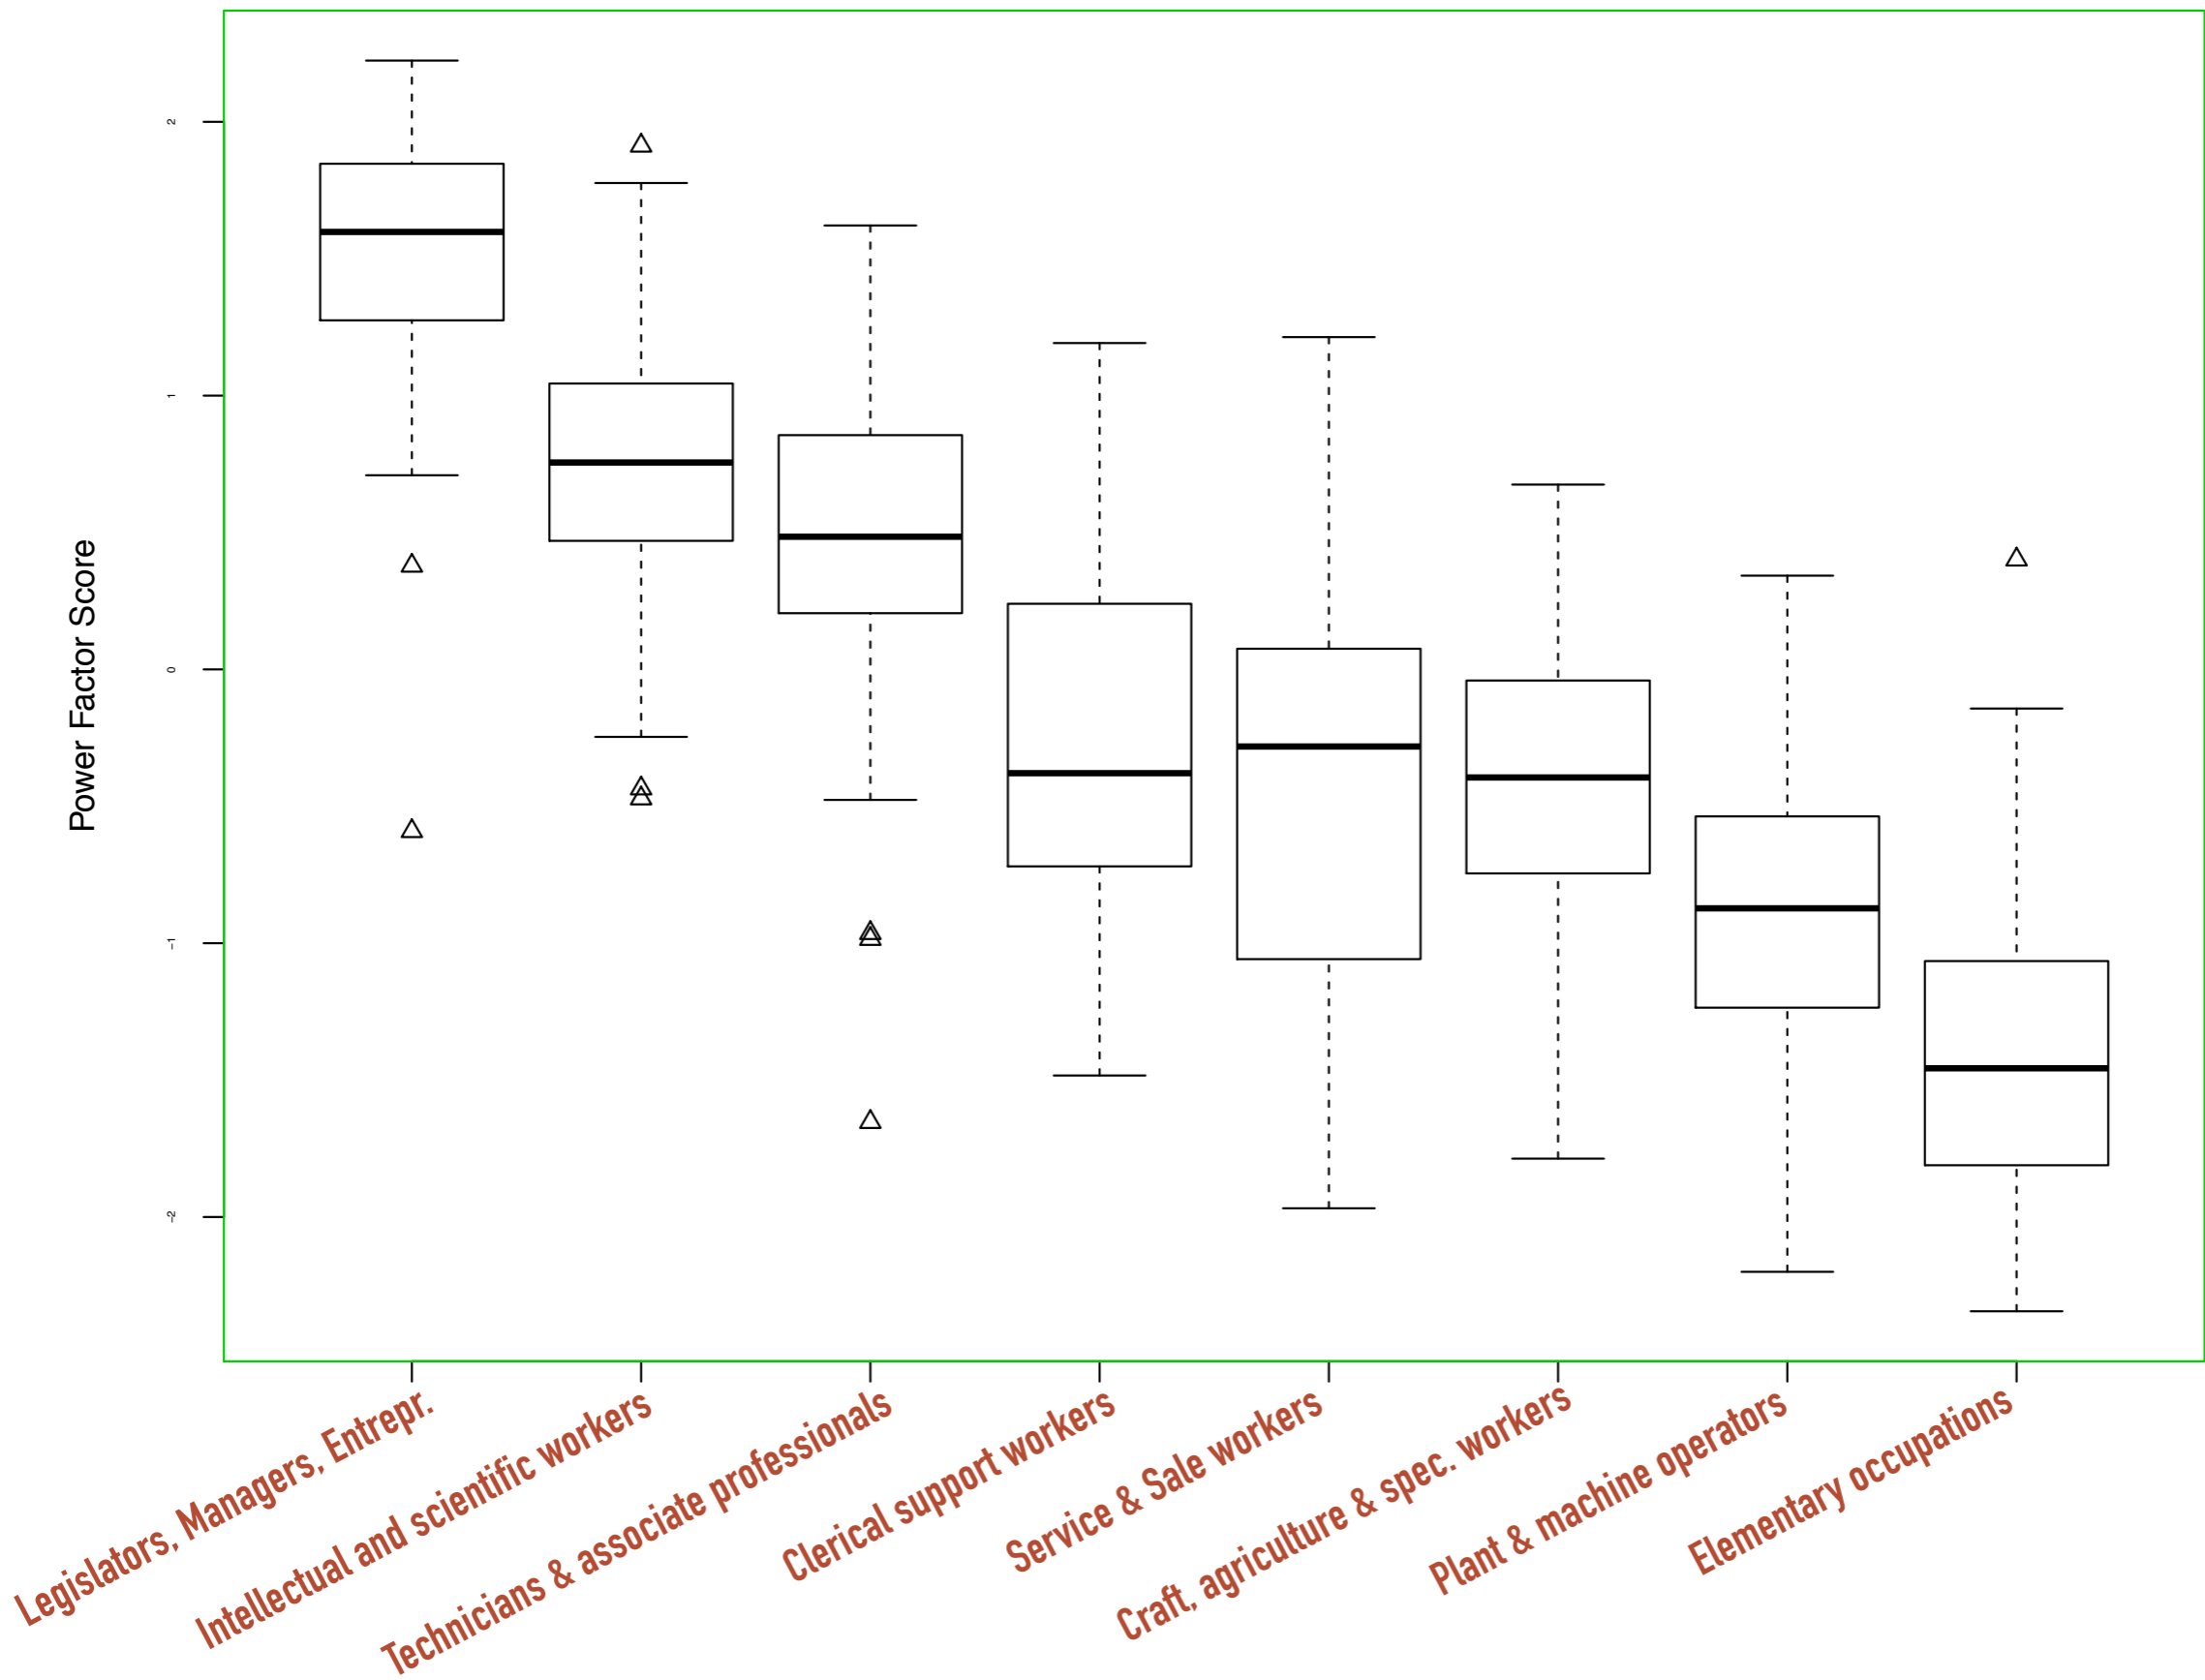 Power Factor Score
2
1
0
-1
-2
Legislators, Managers, Entrepr.
Intellectual and scientific workers
Technicians & associate professionals
Clerical support workers
Service & Sale workers
Craft, agriculture & spec. workers
Plant & machine operators
Elementary occupations